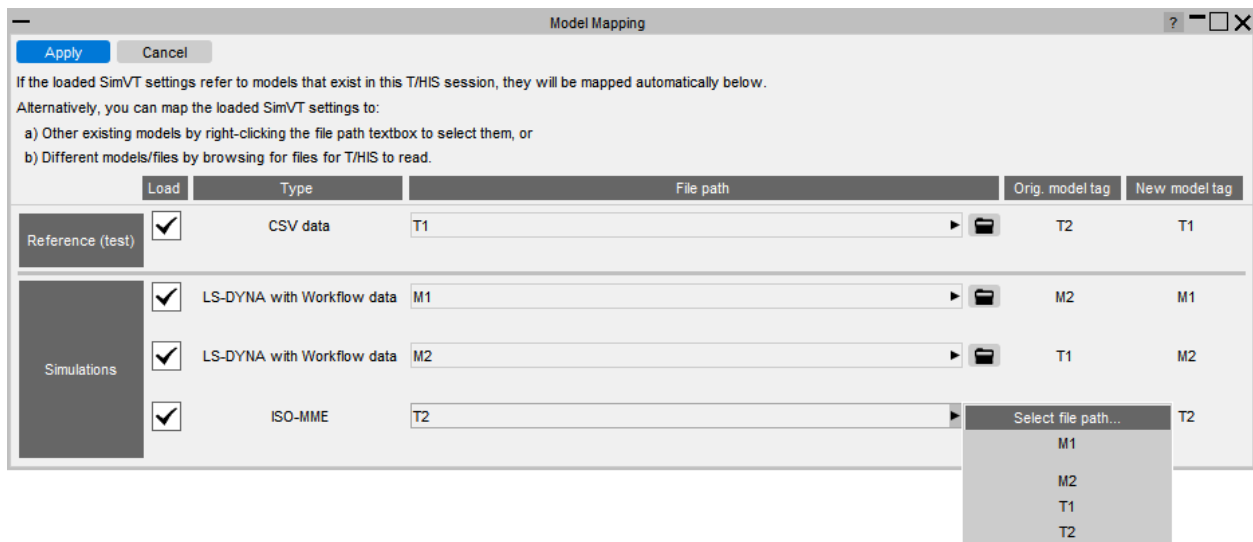 Model Mapping ?
Apply Cancel
If the loaded SimVT settings refer to models that exist in this T/HIS session, they will be mapped automatically below.
Alternatively, you can map the loaded SimVT settings to:
a) Other existing models by right-clicking the file path textbox to select them, or
b) Different models/files by browsing for files for T/HIS to read.
Load Type File path Orig. model tag New model tag
Reference (test) CSV data T1 T2 T1
LS-DYNA with Workflow data M1 M2 M1
Simulations LS-DYNA with Workflow data M2 T1 M2
ISO-MME T2 Select file path... T2
M1
M2
T1
T2